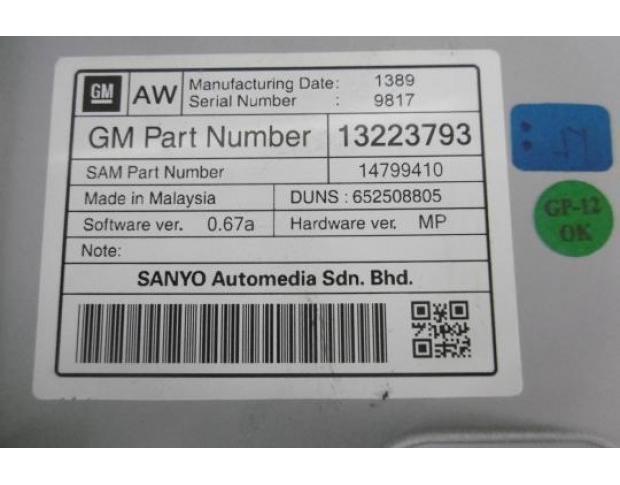 GM AW Manufacturing Date: 1389
Serial Number : 9817
GM Part Number 13223793
SAM Part Number 14799410
Made in Malaysia DUNS : 652508805
Software ver. 0.67a Hardware ver. MP
Note:
SANYO Automedia Sdn. Bhd.
GP-12
OK